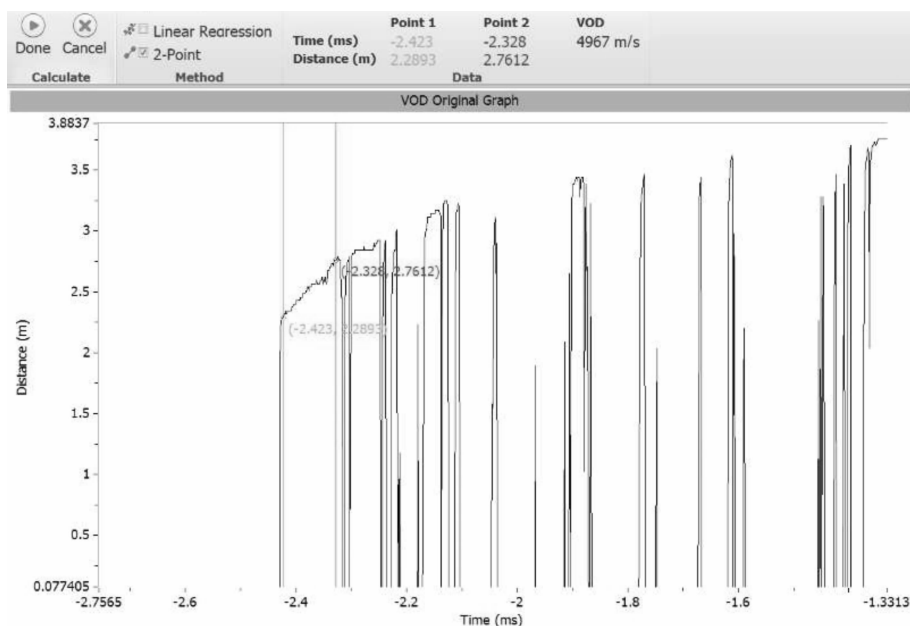 Point 1 Point 2 VOD
Done Cancel Linear Regression Time (ms) -2.423 -2.328 4967 m/s
2-Point Distance (m) 2.2893 2.7612
Calculate Method Data
VOD Original Graph
3.8837
3.5
3
(-2.328, 2.7612)
2.5
(-2.423, 2.2893)
2
Distance (m)
1.5
1
0.5
0.077405
-2.7565 -2.6 -2.4 -2.2 -2 -1.8 -1.6 -1.3313
Time (ms)